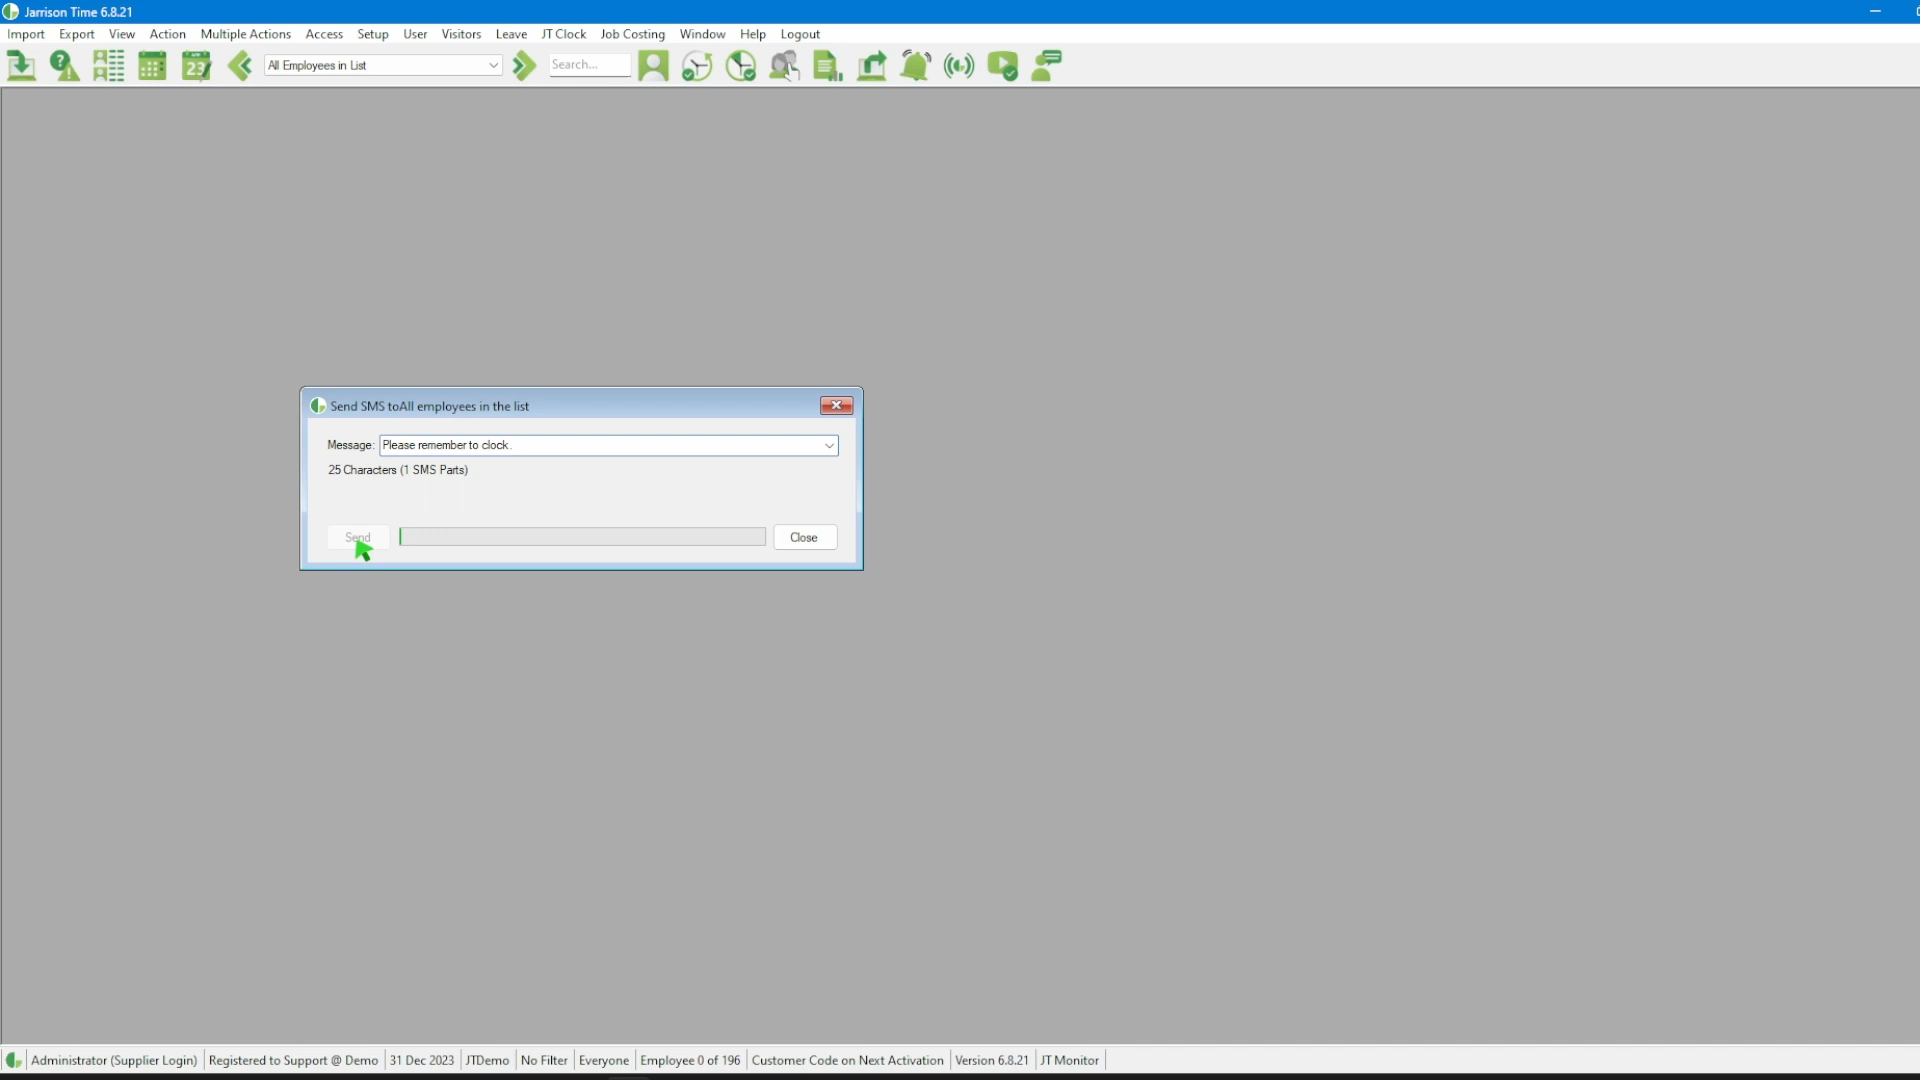 Jarrison Time 6.8.21
Import Export View Action Multiple Actions Access Setup User Visitors Leave JT Clock Job Costing Window Help Logout
23 All Employees in List Search...
Send SMS toAll employees in the list
Message: Please remember to clock.
25 Characters (1 SMS Parts)
Send Close
Administrator (Supplier Login) Registered to Support @ Demo 31 Dec 2023 JTDemo No Filter Everyone Employee 0 of 196 Customer Code on Next Activation Version 6.8.21 JT Monitor